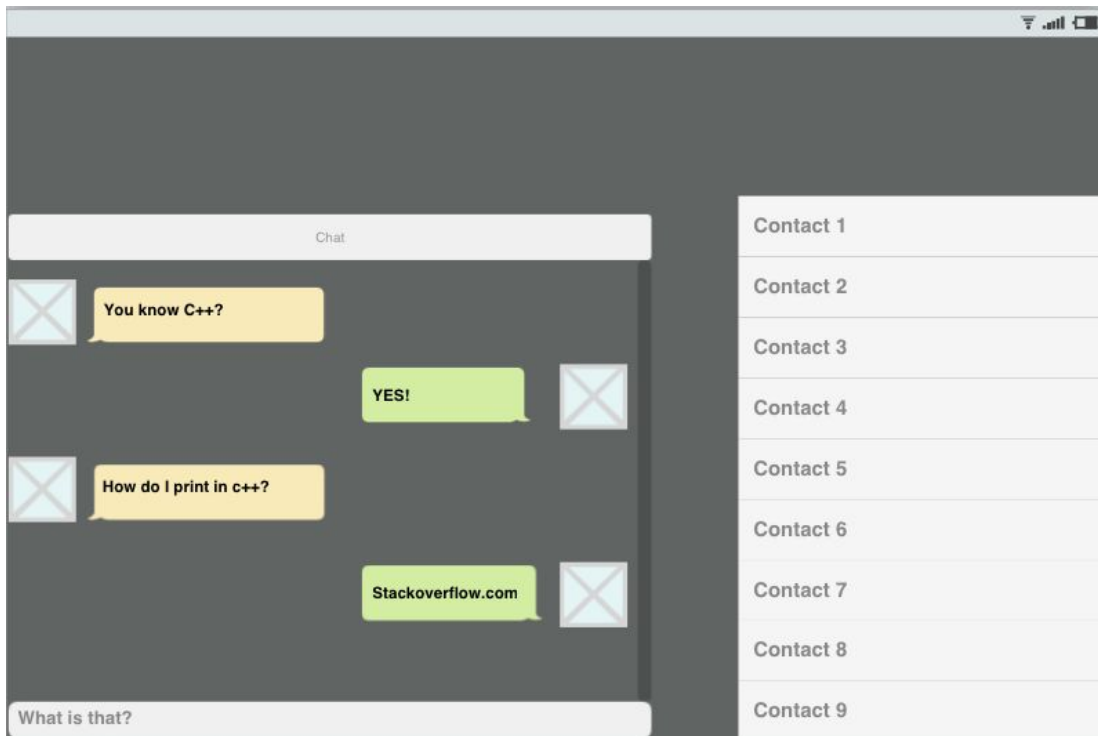 Chat
You know C++?
YES!
How do I print in c++?
Stackoverflow.com
What is that?
Contact 1
Contact 2
Contact 3
Contact 4
Contact 5
Contact 6
Contact 7
Contact 8
Contact 9